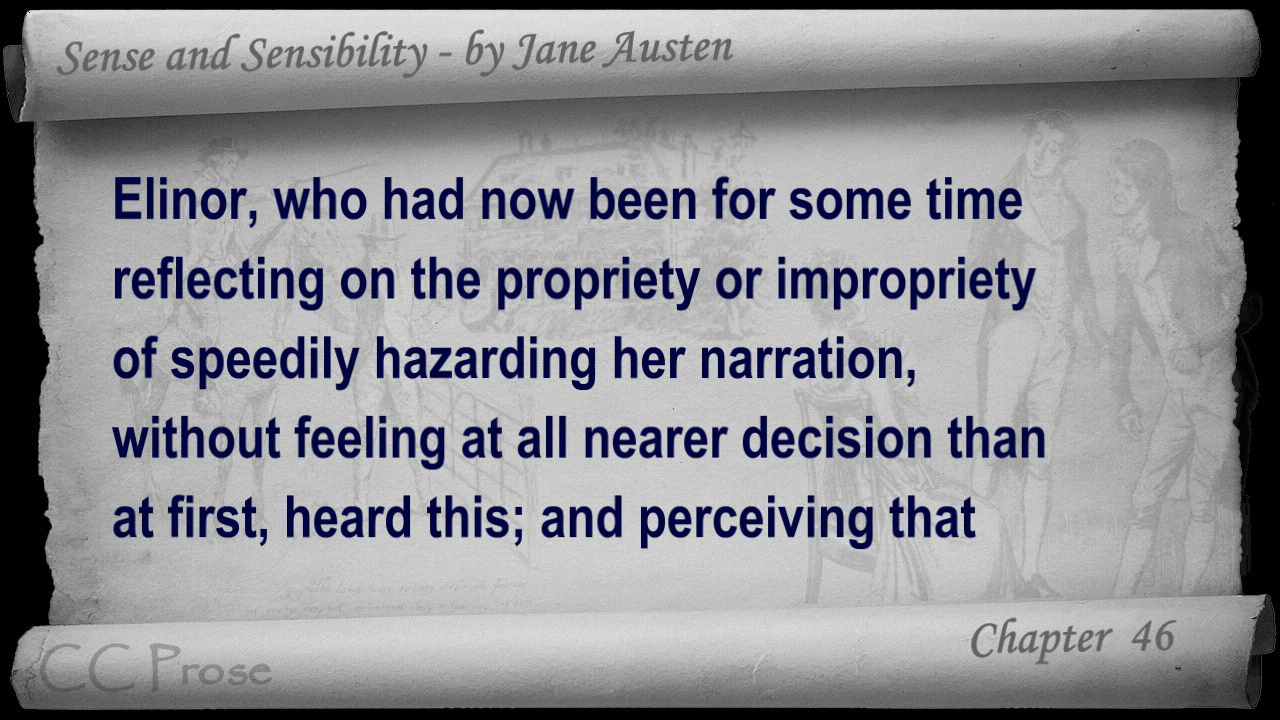 Sense and Sensibility - by Jane Austen
Elinor, who had now been for some time
reflecting on the propriety or impropriety
of speedily hazarding her narration,
without feeling at all nearer decision than
at first, heard this; and perceiving that
Chapter 46
CC Prose